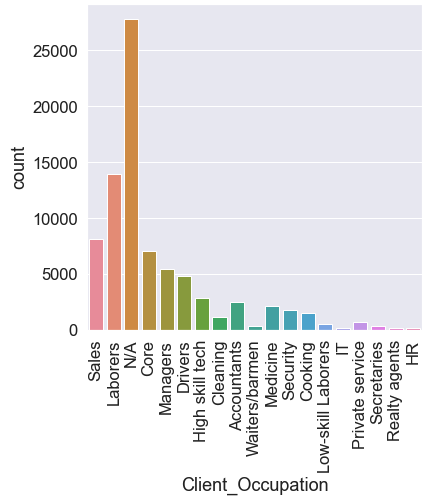 25000
20000
15000
10000
5000
0
count
Sales
Laborers
N/A
Core
Managers
Drivers
High skill tech
Cleaning
Accountants
Waiters/barmen
Medicine
Security
Cooking
Low-skill Laborers
IT
Private service
Secretaries
Realty agents
HR
Client_Occupation